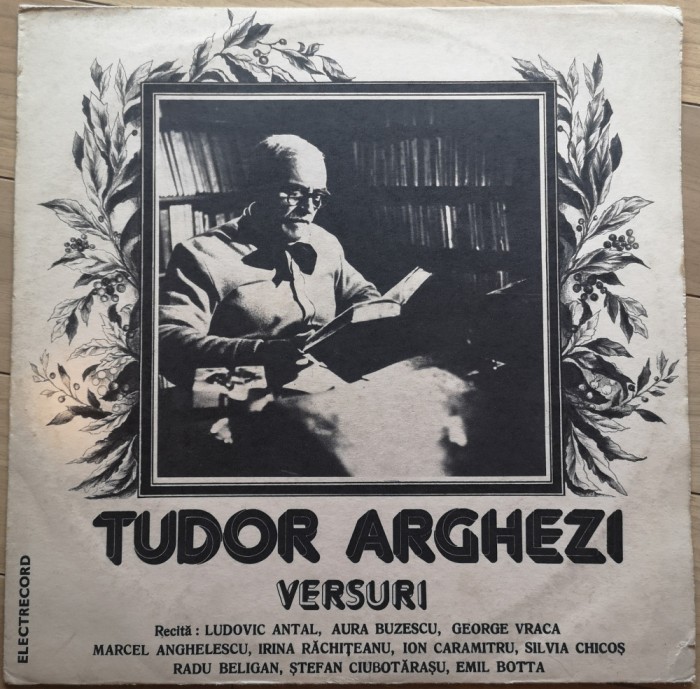 TUDOR ARGHEZI
VERSURI
Recită : LUDOVIC ANTAL, AURA BUZESCU, GEORGE VRACA
MARCEL ANGHELESCU, IRINA RĂCHIȚEANU, ION CARAMITRU, SILVIA CHICOȘ
RADU BELIGAN, ȘTEFAN CIUBOTĂRAȘU, EMIL BOTTA
ELECTRECORD